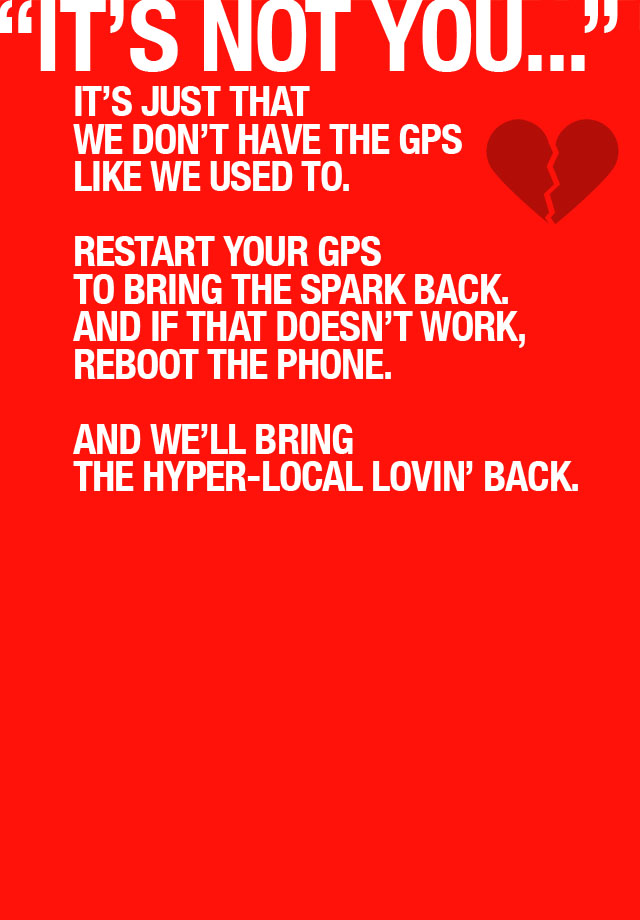 “IT’S NOT YOU...”
IT’S JUST THAT
WE DON’T HAVE THE GPS
LIKE WE USED TO.
RESTART YOUR GPS
TO BRING THE SPARK BACK.
AND IF THAT DOESN’T WORK,
REBOOT THE PHONE.
AND WE’LL BRING
THE HYPER-LOCAL LOVIN’ BACK.